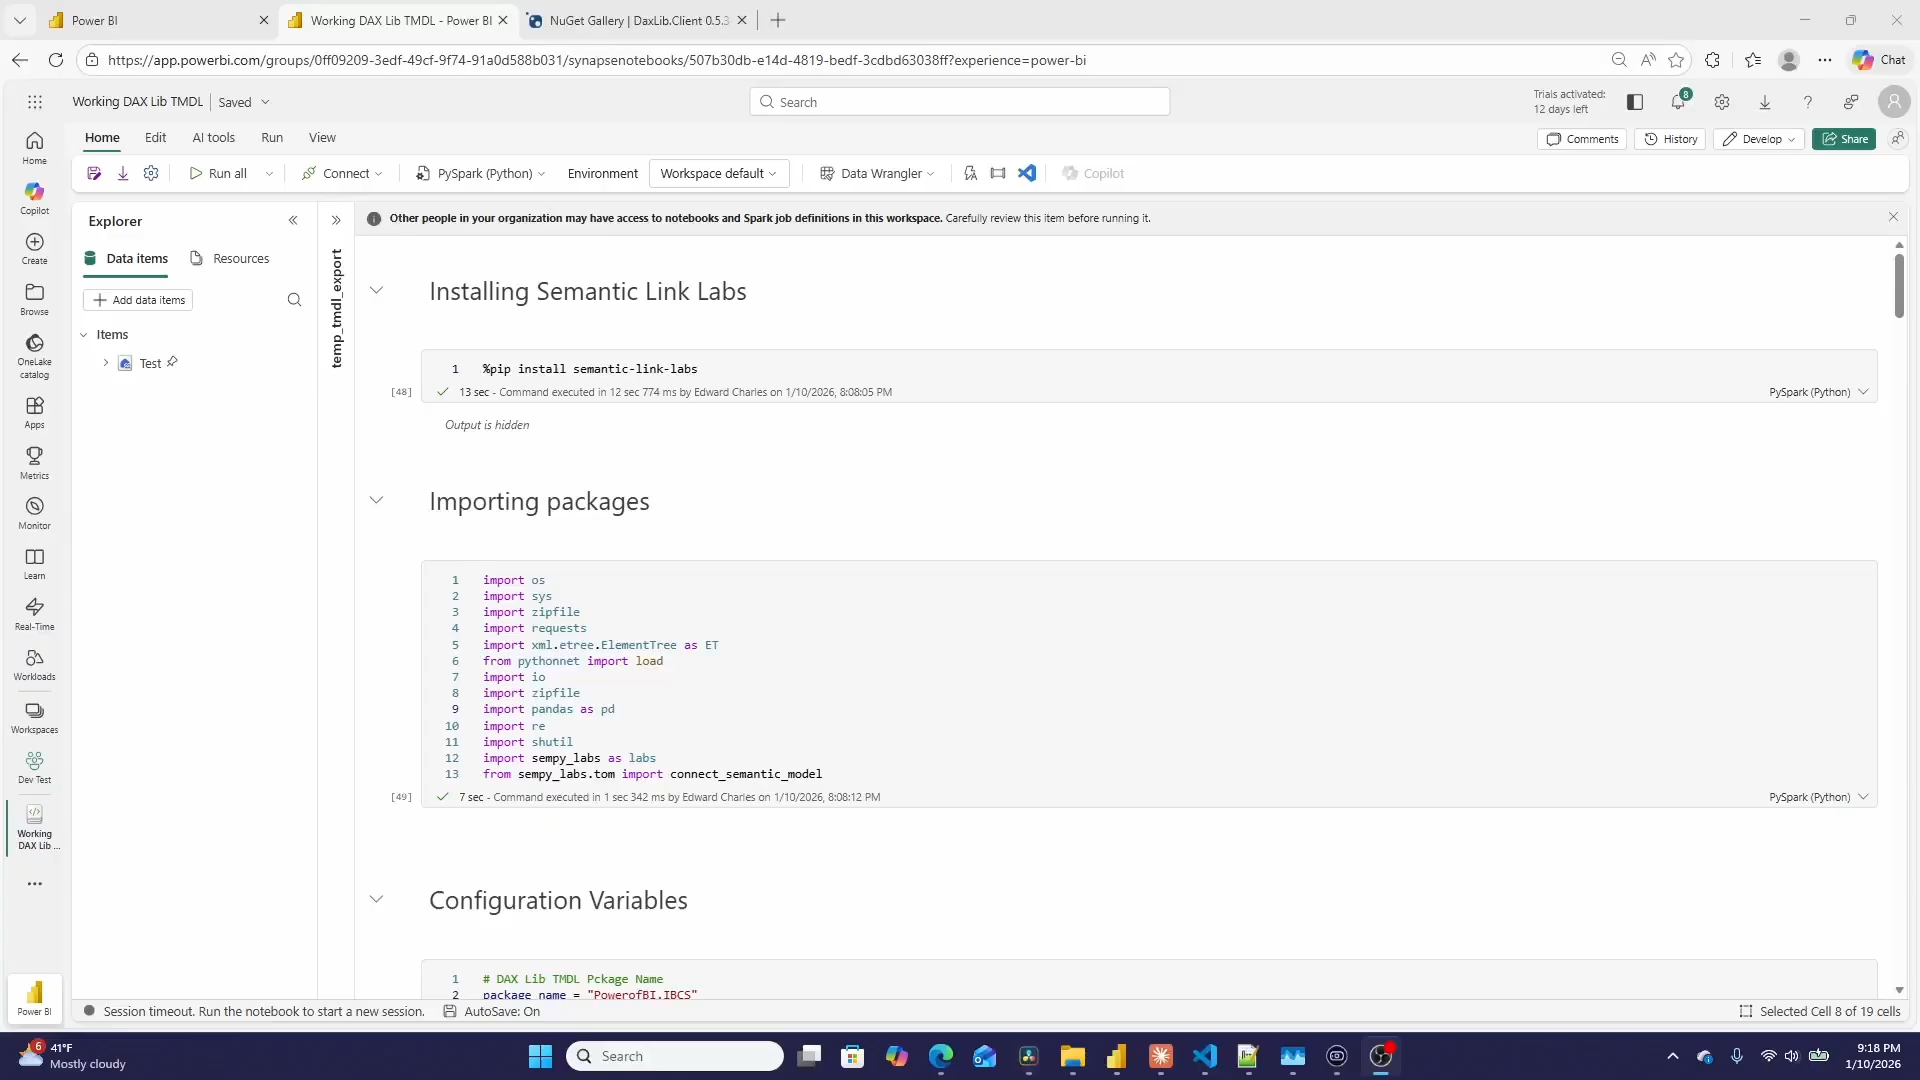 Power BI
Working DAX Lib TMDL - Power BI
NuGet Gallery | DaxLib.Client 0.5.3
https://app.powerbi.com/groups/0ff09209-3edf-49cf-9f74-91a0d588b031/synapsenotebooks/507b30db-e14d-4819-bedf-3cdbd63038ff?experience=power-bi
Chat
Working DAX Lib TMDL | Saved
Search
Trials activated:
12 days left
8
Home
Edit
AI tools
Run
View
Comments
History
Develop
Share
Run all
Connect
PySpark (Python)
Environment
Workspace default
Data Wrangler
Copilot
Home
Copilot
Create
Browse
OneLake
catalog
Apps
Metrics
Monitor
Learn
Real-Time
Workloads
Workspaces
Dev Test
Working
DAX Lib ...
Power BI
Explorer
Data items
Resources
Add data items
Items
Test
temp_tmdl_export
Other people in your organization may have access to notebooks and Spark job definitions in this workspace. Carefully review this item before running it.
Installing Semantic Link Labs
1 %pip install semantic-link-labs
[48] 13 sec - Command executed in 12 sec 774 ms by Edward Charles on 1/10/2026, 8:08:05 PM
PySpark (Python)
Output is hidden
Importing packages
1 import os
2 import sys
3 import zipfile
4 import requests
5 import xml.etree.ElementTree as ET
6 from pythonnet import load
7 import io
8 import zipfile
9 import pandas as pd
10 import re
11 import shutil
12 import sempy_labs as labs
13 from sempy_labs.tom import connect_semantic_model
[49] 7 sec - Command executed in 1 sec 342 ms by Edward Charles on 1/10/2026, 8:08:12 PM
PySpark (Python)
Configuration Variables
1 # DAX Lib TMDL Pckage Name
2 package_name = "PowerofBI.IBCS"
Session timeout. Run the notebook to start a new session.
AutoSave: On
Selected Cell 8 of 19 cells
6
41°F
Mostly cloudy
Search
9:18 PM
1/10/2026